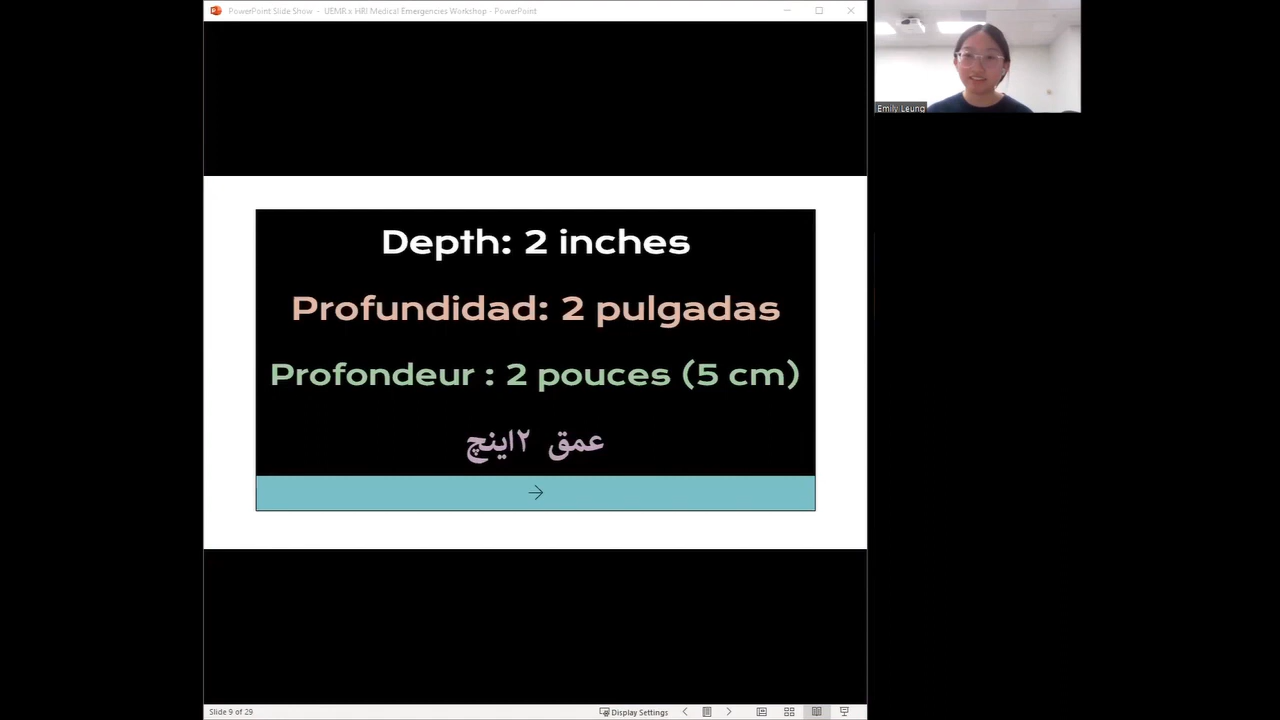 PowerPoint Slide Show - UEMR x HRI Medical Emergencies Workshop - PowerPoint
Emily Leung
Depth: 2 inches
Profundidad: 2 pulgadas
Profondeur : 2 pouces (5 cm)
عمق ۲اینچ
Slide 9 of 29
Display Settings